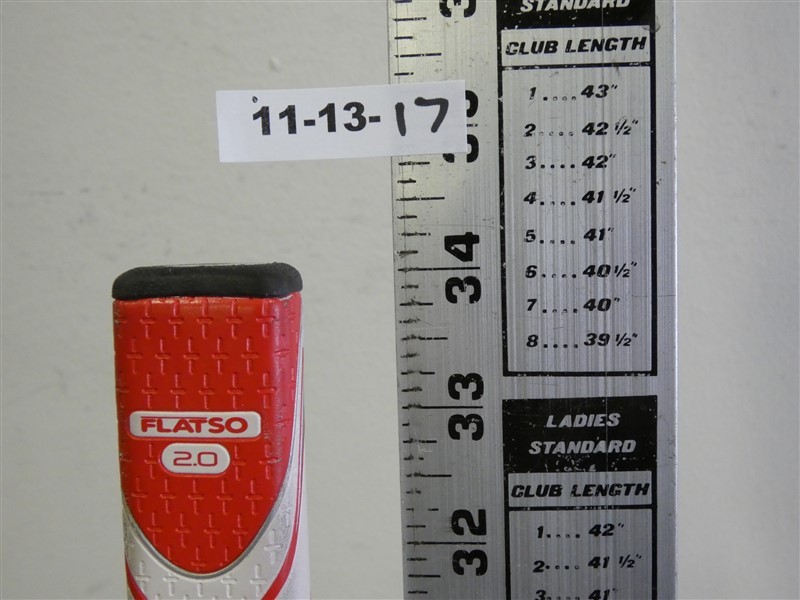 STANDARD
CLUB LENGTH
1....43"
2....42 1/2"
3....42"
4....41 1/2"
5....41"
6....40 1/2"
7....40"
8....39 1/2"
LADIES
STANDARD
CLUB LENGTH
1....42"
2....41 1/2"
3....41"
11-13-17
34
33
32
FLATSO
2.0